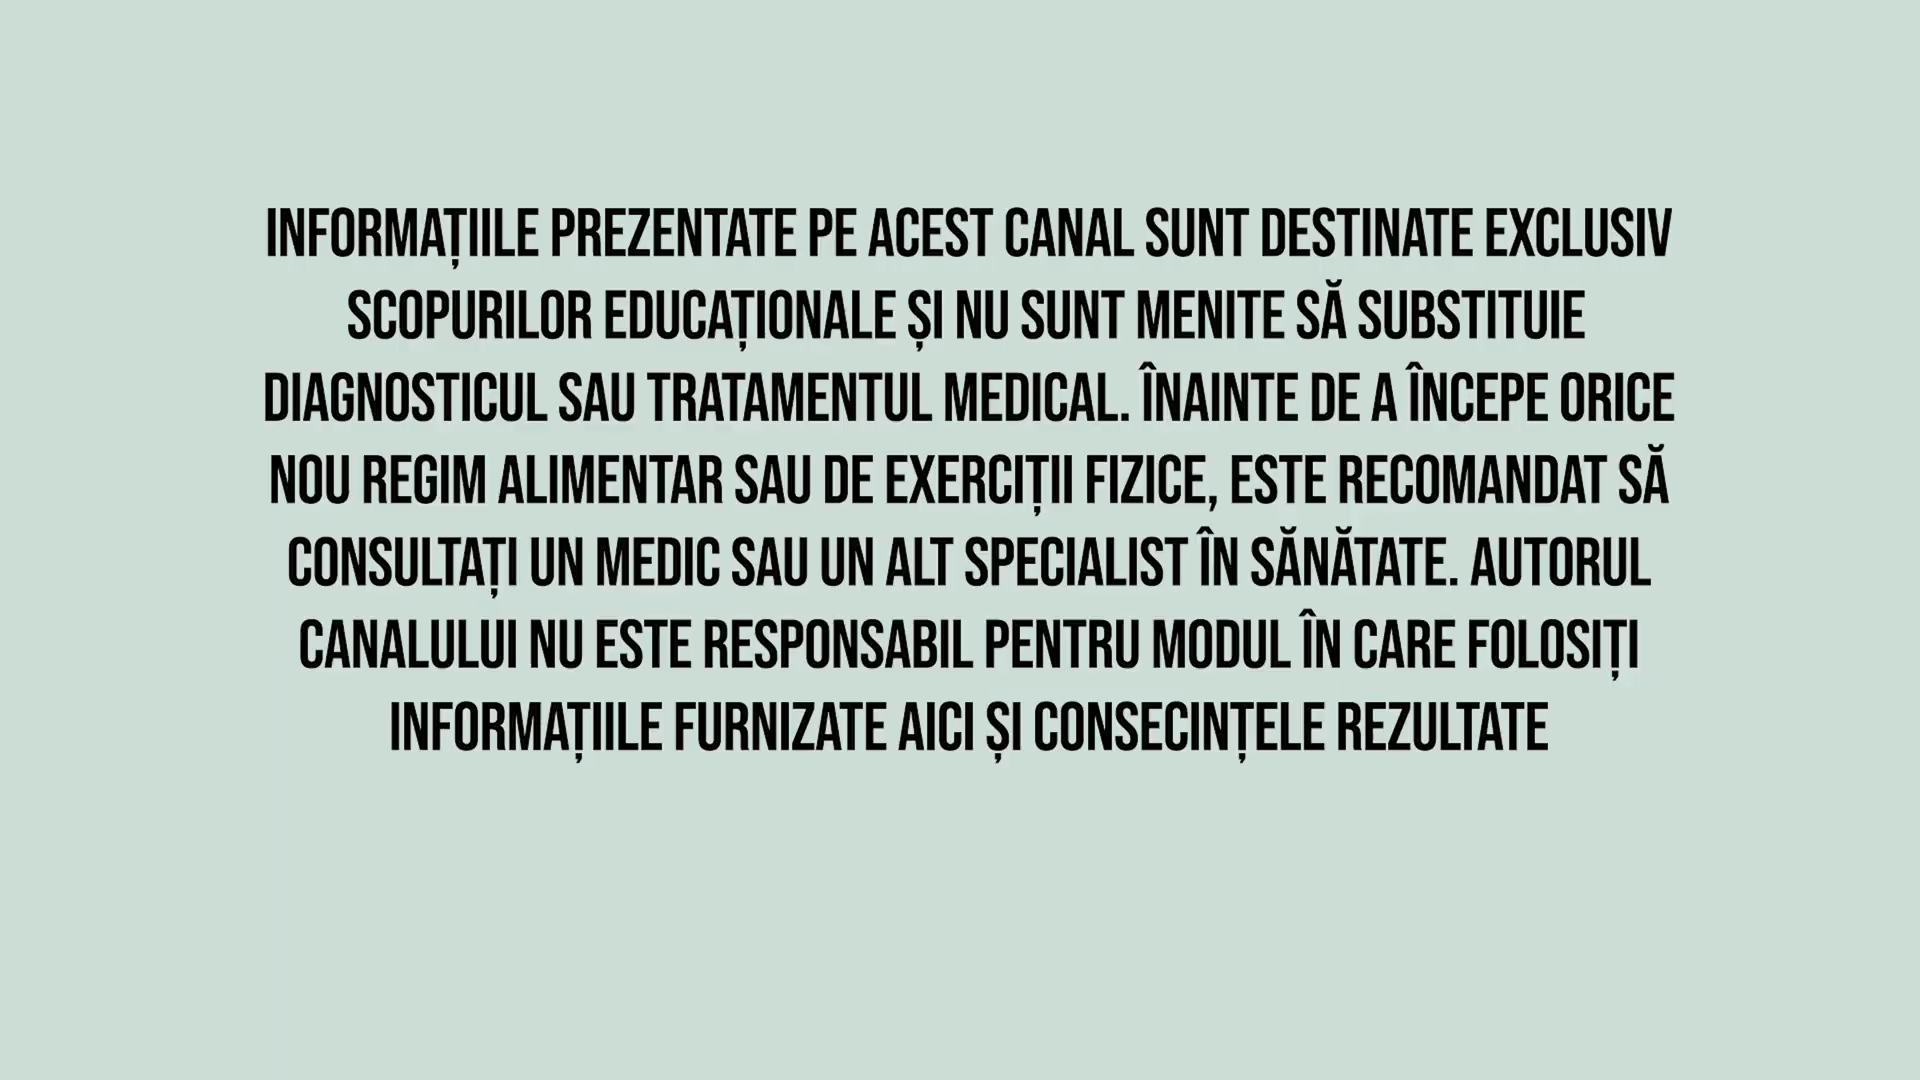 INFORMAȚIILE PREZENTATE PE ACEST CANAL SUNT DESTINATE EXCLUSIV
SCOPURILOR EDUCAȚIONALE ȘI NU SUNT MENITE SĂ SUBSTITUIE
DIAGNOSTICUL SAU TRATAMENTUL MEDICAL. ÎNAINTE DE A ÎNCEPE ORICE
NOU REGIM ALIMENTAR SAU DE EXERCIȚII FIZICE, ESTE RECOMANDAT SĂ
CONSULTAȚI UN MEDIC SAU UN ALT SPECIALIST ÎN SĂNĂTATE. AUTORUL
CANALULUI NU ESTE RESPONSABIL PENTRU MODUL ÎN CARE FOLOSIȚI
INFORMAȚIILE FURNIZATE AICI ȘI CONSECINȚELE REZULTATE